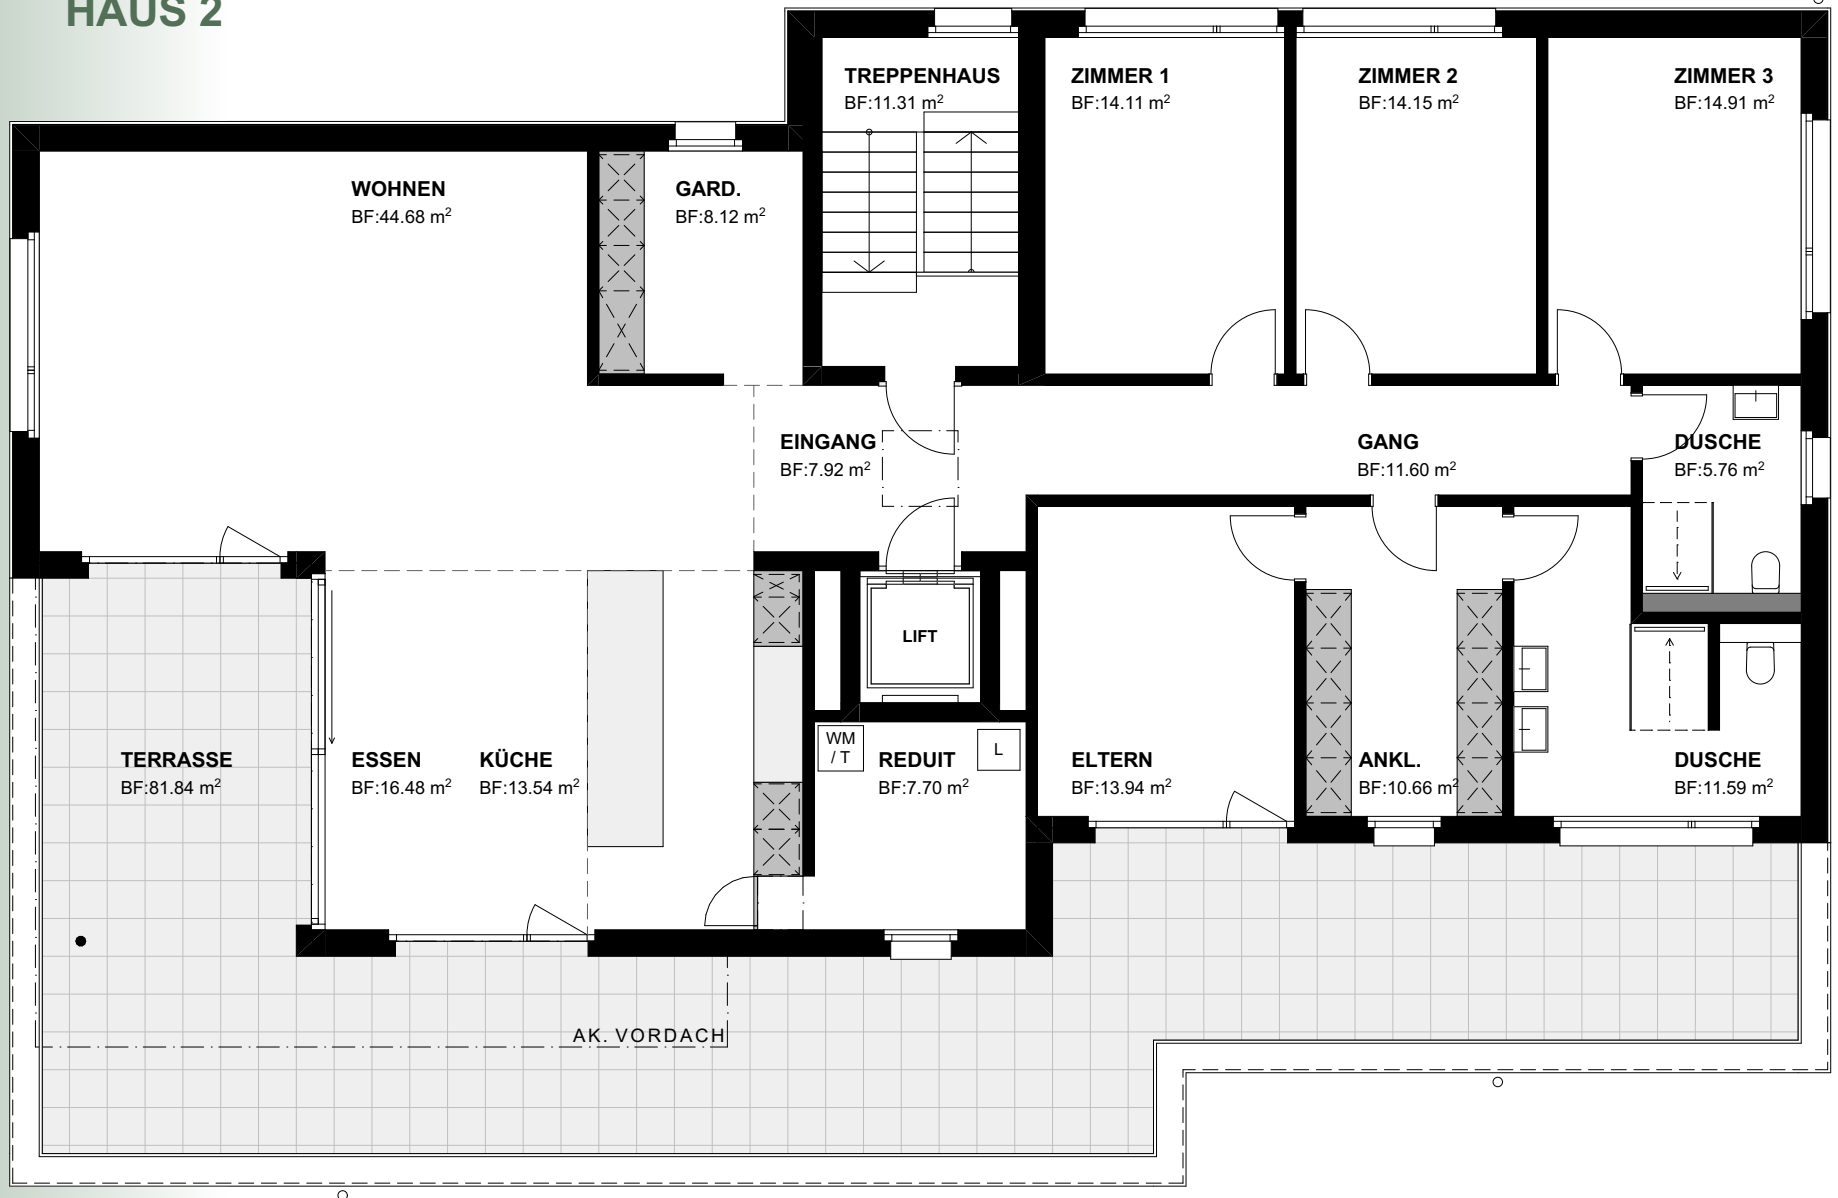 HAUS 2
TREPPENHAUS
BF:11.31 m²
ZIMMER 1
BF:14.11 m²
ZIMMER 2
BF:14.15 m²
ZIMMER 3
BF:14.91 m²
WOHNEN
BF:44.68 m²
GARD.
BF:8.12 m²
EINGANG
BF:7.92 m²
GANG
BF:11.60 m²
DUSCHE
BF:5.76 m²
LIFT
TERRASSE
BF:81.84 m²
ESSEN
BF:16.48 m²
KÜCHE
BF:13.54 m²
WM
/ T
REDUIT
BF:7.70 m²
L
ELTERN
BF:13.94 m²
ANKL.
BF:10.66 m²
DUSCHE
BF:11.59 m²
AK. VORDACH